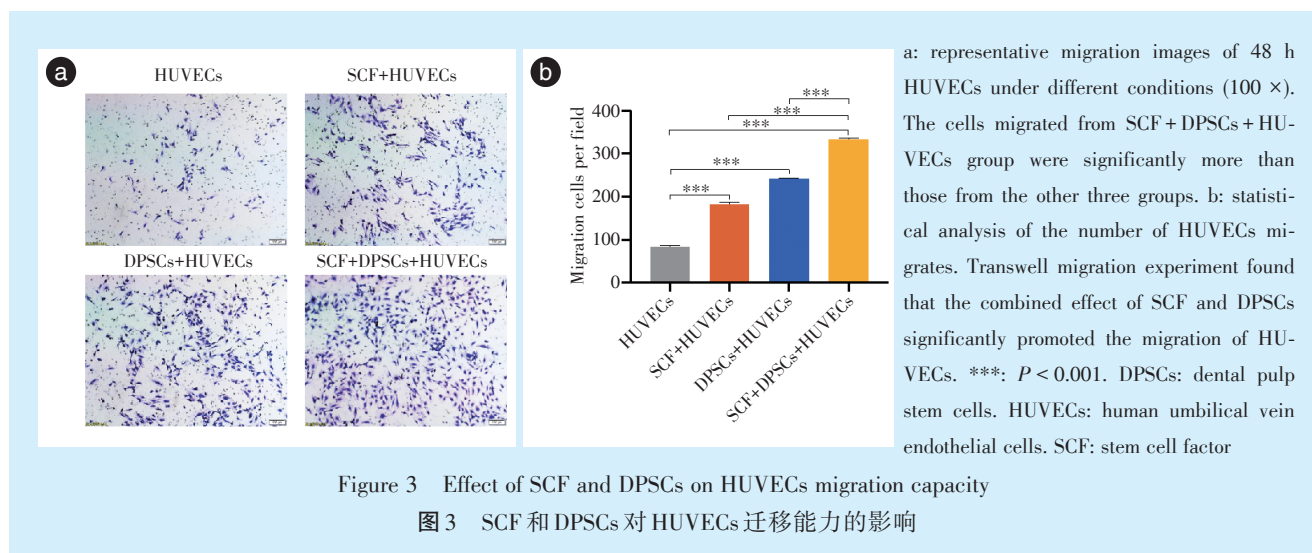 a
HUVECs
SCF+HUVECs
DPSCs+HUVECs
SCF+DPSCs+HUVECs
b
Migration cells per field
400
300
200
100
0
***
***
***
***
***
HUVECs
SCF+HUVECs
DPSCs+HUVECs
SCF+DPSCs+HUVECs
a: representative migration images of 48 h
HUVECs under different conditions (100 ×).
The cells migrated from SCF + DPSCs + HU-
VECs group were significantly more than
those from the other three groups. b: statisti-
cal analysis of the number of HUVECs mi-
grates. Transwell migration experiment found
that the combined effect of SCF and DPSCs
significantly promoted the migration of HU-
VECs. ***: P < 0.001. DPSCs: dental pulp
stem cells. HUVECs: human umbilical vein
endothelial cells. SCF: stem cell factor
Figure 3 Effect of SCF and DPSCs on HUVECs migration capacity
图 3 SCF 和 DPSCs 对 HUVECs 迁移能力的影响